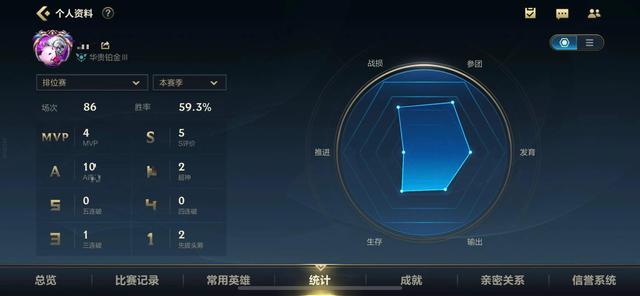 个人资料 ?
华贵铂金III
排位赛 本赛季
场次 86 胜率 59.3%
MVP 4 MVP
S 5 S评价
A 10
2 超神
5 0 五连破
4 0 四连破
3 1 三连破
1 2 先拔头筹
战损 参团
推进 发育
生存 输出
总览 比赛记录 常用英雄 统计 成就 亲密关系 信誉系统